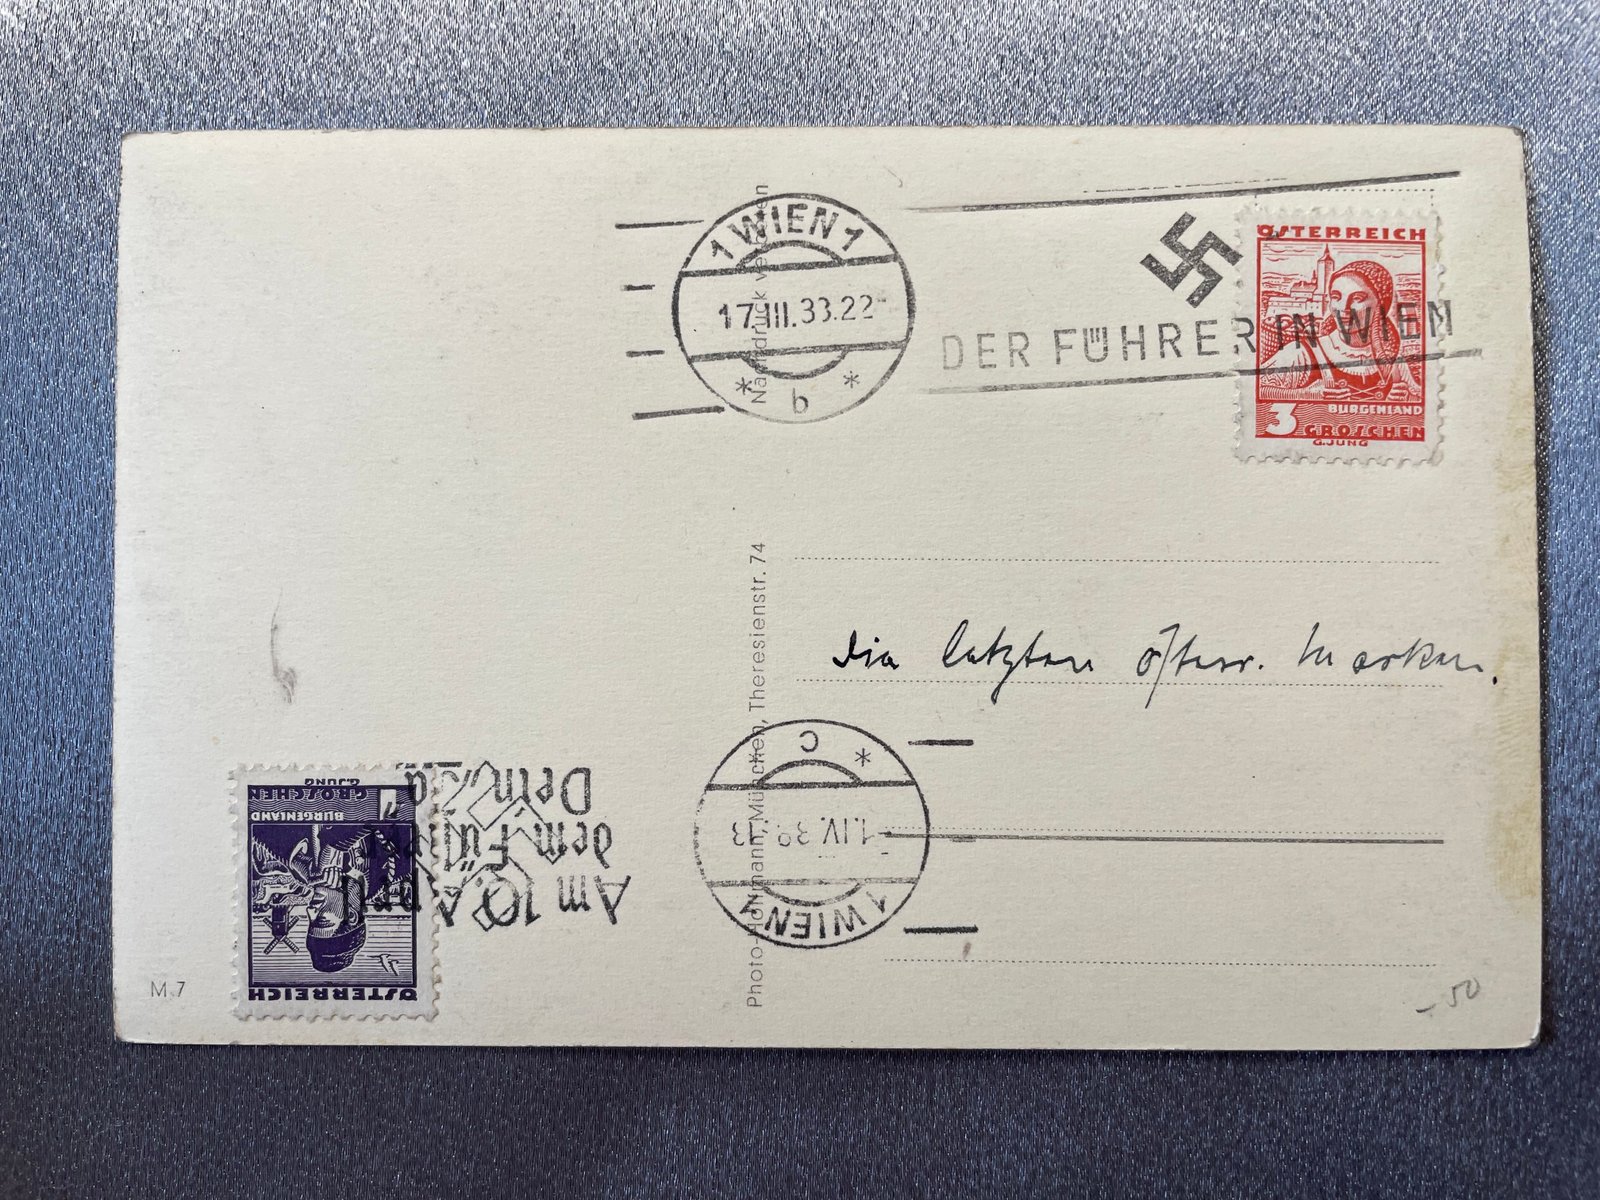 1 WIEN 1
17.III.38.22-
* b *
DER FÜHRER IN WIEN
ÖSTERREICH
BURGENLAND
3 GROSCHEN
G.JUNG
Nachdruck verboten
Photo-Hoffmann, München, Theresienstr. 74
die letzten österr. Marken.
Am 10. April
dem Führer
Dein „Ja“
1 WIEN 1
1.IV.38.
* C
ÖSTERREICH
BURGENLAND
1 GROSCHEN
G.JUNG
M.7
-50